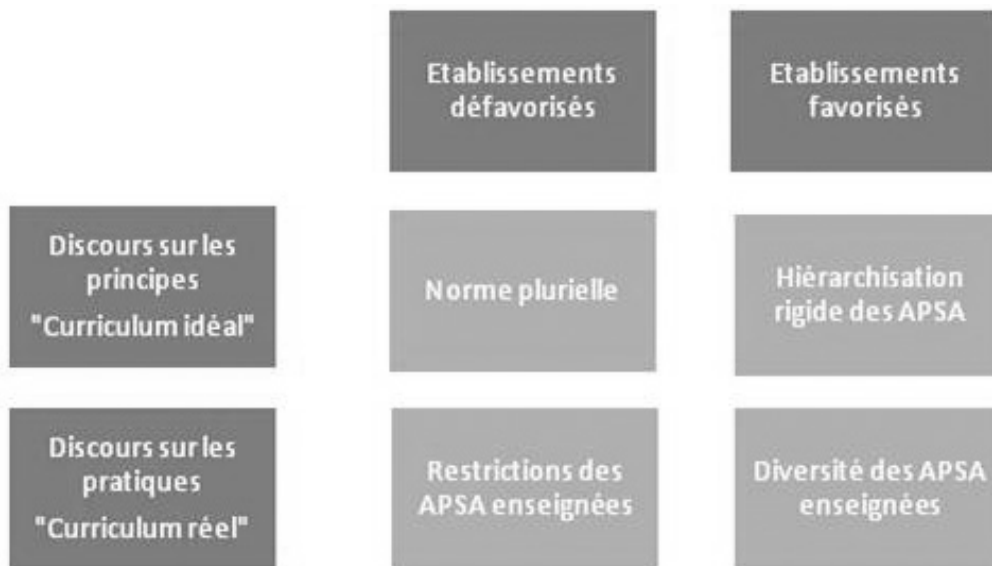 Etablissements
défavorisés
Etablissements
favorisés
Discours sur les
principes
"Curriculum idéal"
Norme plurielle
Hiérarchisation
rigide des APSA
Discours sur les
pratiques
"Curriculum réel"
Restrictions des
APSA enseignées
Diversité des APSA
enseignées